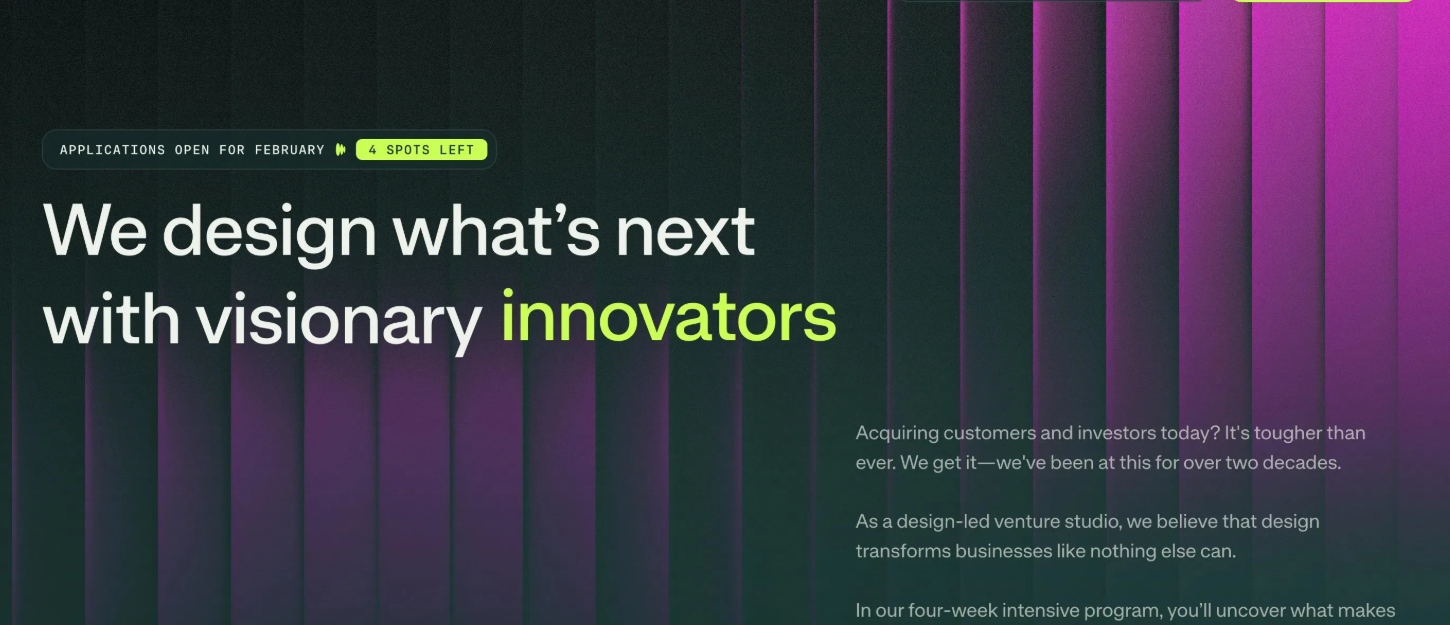 APPLICATIONS OPEN FOR FEBRUARY 4 SPOTS LEFT
We design what’s next
with visionary innovators
Acquiring customers and investors today? It's tougher than
ever. We get it—we've been at this for over two decades.
As a design-led venture studio, we believe that design
transforms businesses like nothing else can.
In our four-week intensive program, you’ll uncover what makes